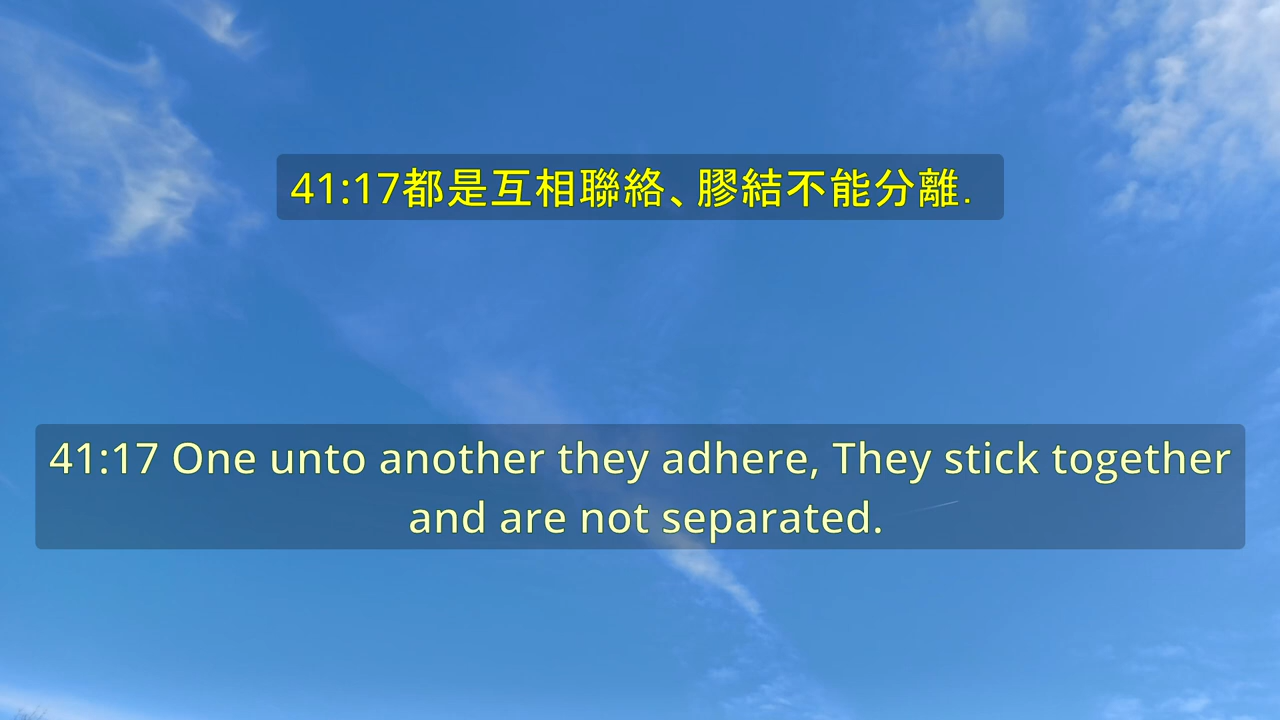 41:17都是互相聯絡、膠結不能分離.
41:17 One unto another they adhere, They stick together
and are not separated.